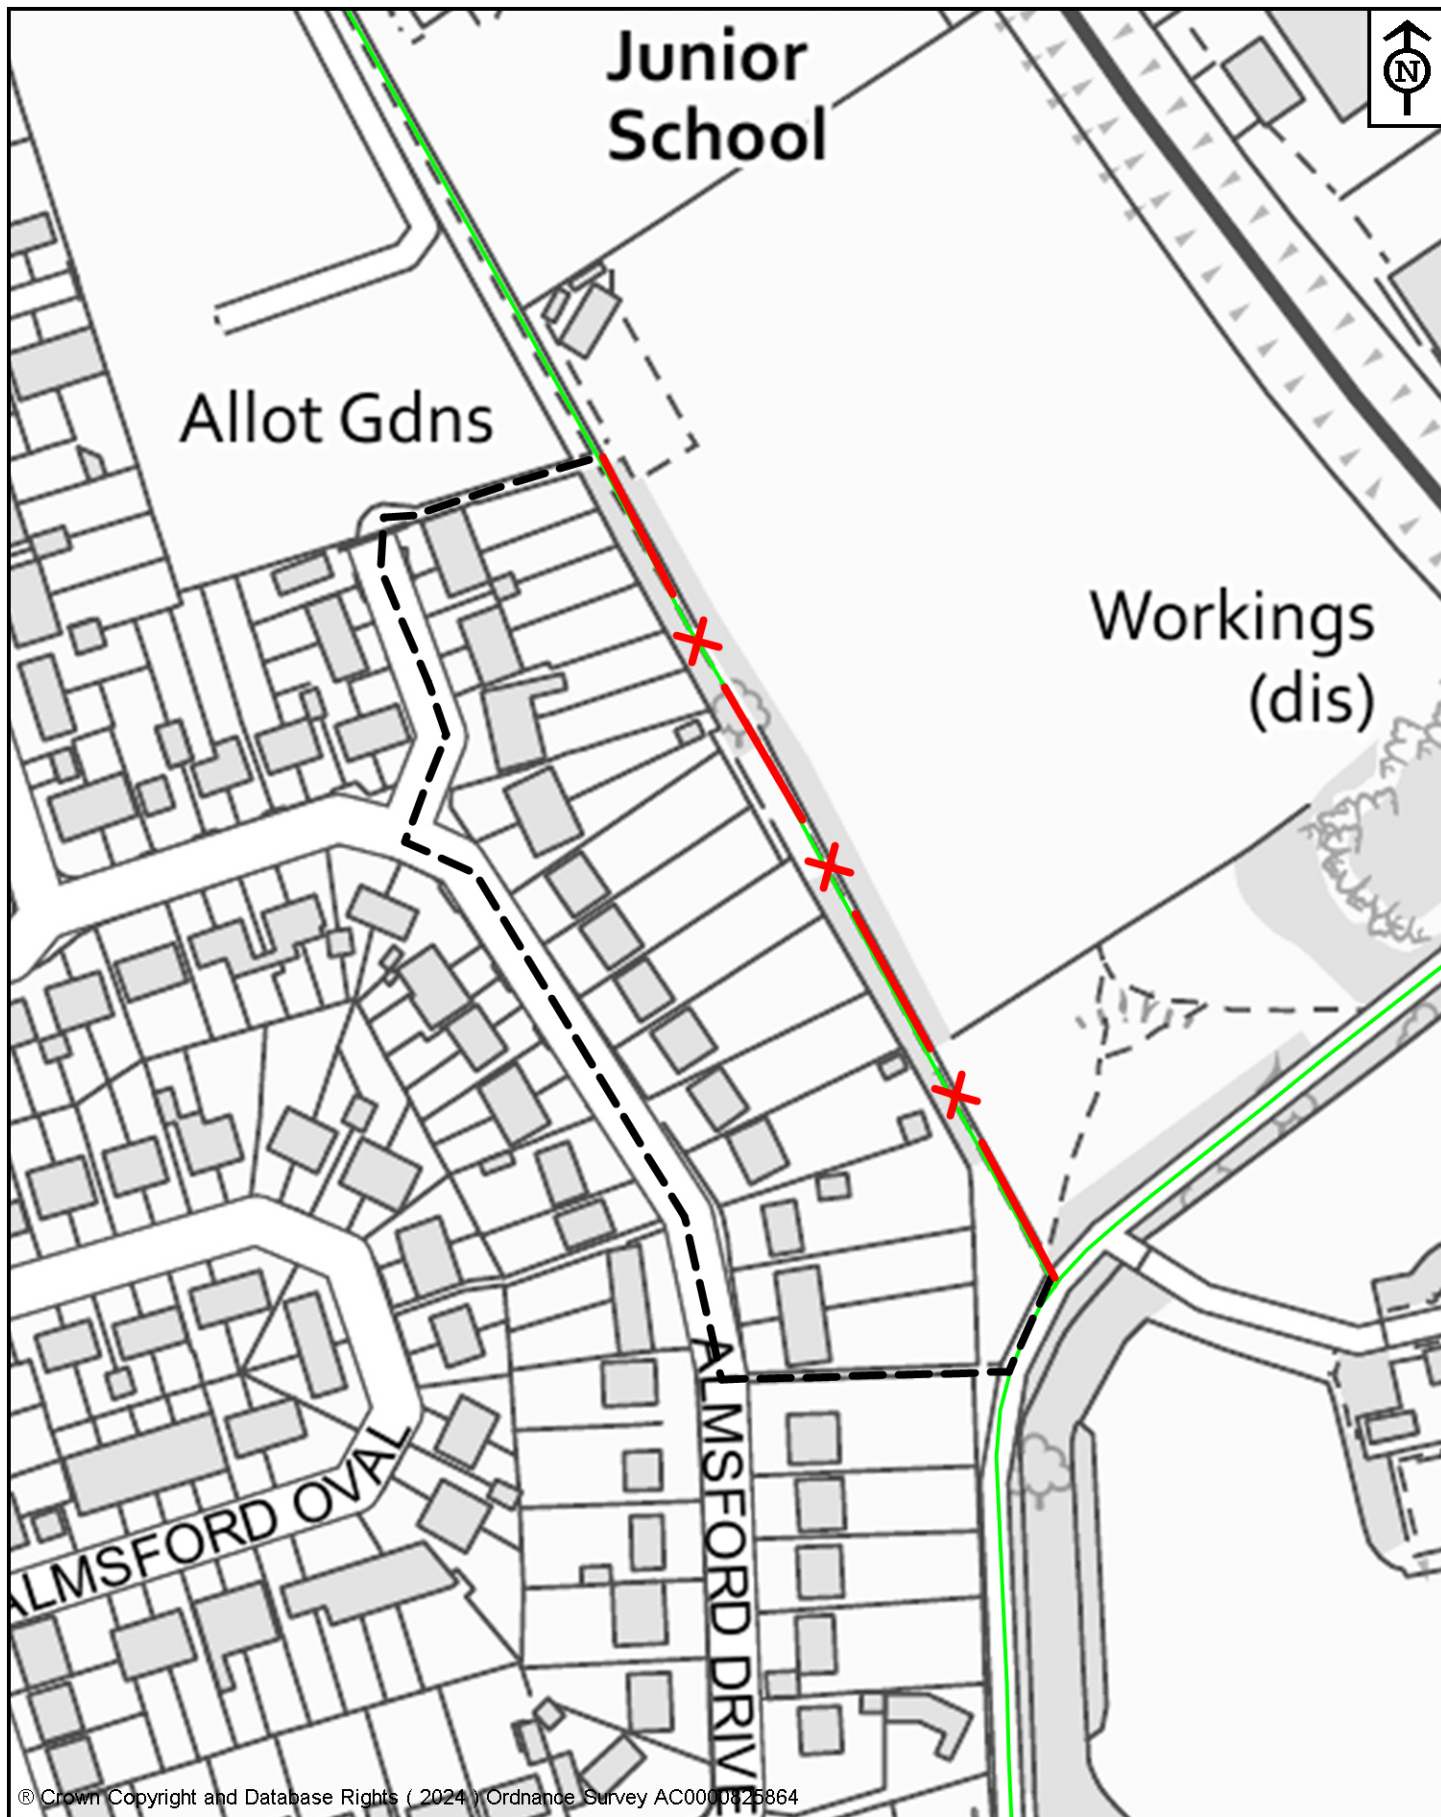 Junior
School
N
Allot Gdns
Workings
(dis)
ALMSFORD OVAL
ALMSFORD DRIVE
® Crown Copyright and Database Rights ( 2024 ) Ordnance Survey AC0000825864